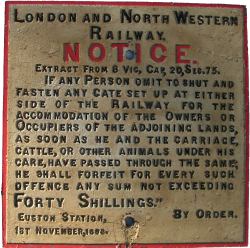 London and North Western
Railway.
NOTICE.
Extract From 8 Vic, Cap, 20, Sec. 75.
If any Person omit to shut and
fasten any Gate set up at either
side of the Railway for the
accommodation of the Owners or
Occupiers of the adjoining lands,
as soon as he and the carriage,
cattle, or other animals under his
care, have passed through the same;
he shall forfeit for every such
offence any sum not exceeding
Forty Shillings."
Euston Station, By Order.
1st November,